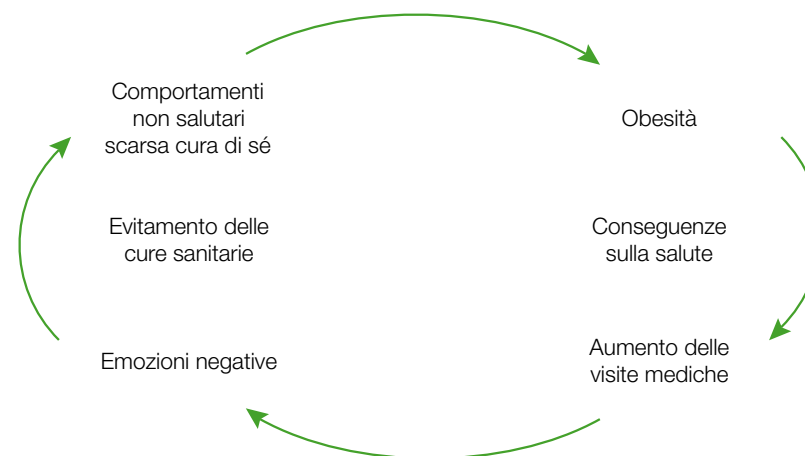 Comportamenti
non salutari
scarsa cura di sé
Obesità
Evitamento delle
cure sanitarie
Conseguenze
sulla salute
Emozioni negative
Aumento delle
visite mediche